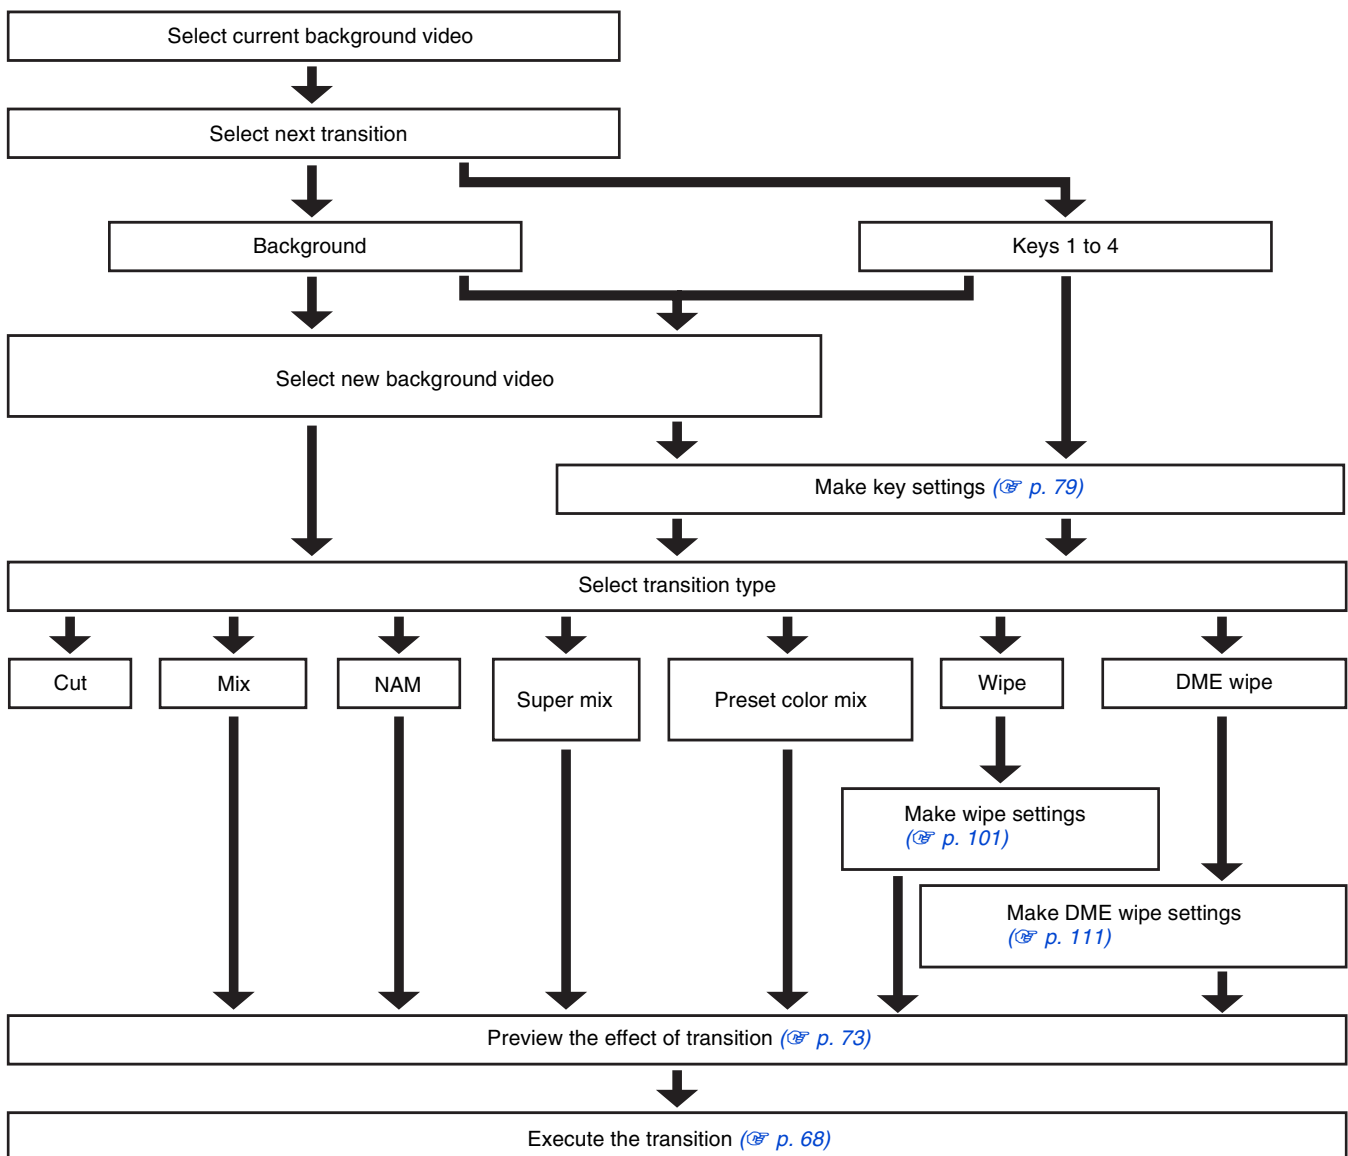 Select current background video
Select next transition
Background
Keys 1 to 4
Select new background video
Make key settings (☞ p. 79)
Select transition type
Cut
Mix
NAM
Super mix
Preset color mix
Wipe
DME wipe
Make wipe settings
(☞ p. 101)
Make DME wipe settings
(☞ p. 111)
Preview the effect of transition (☞ p. 73)
Execute the transition (☞ p. 68)